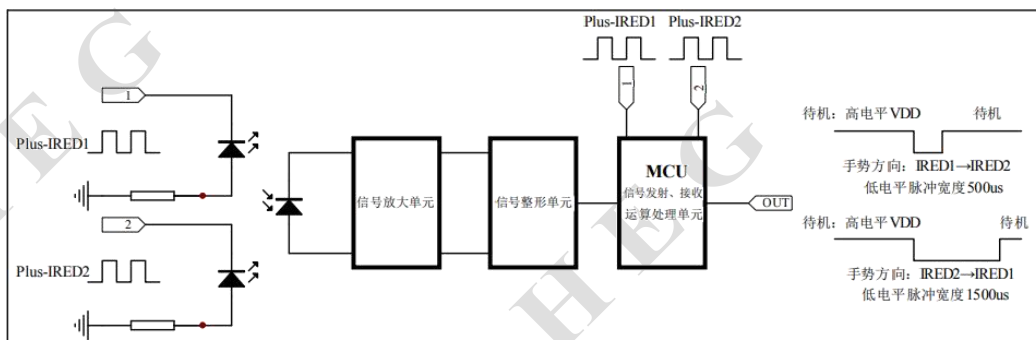 Plus-IRED1
Plus-IRED2
1
2
1
Plus-IRED1
2
Plus-IRED2
信号放大单元
信号整形单元
MCU
信号发射、接收
运算处理单元
OUT
待机：高电平VDD
待机
手势方向：IRED1→IRED2
低电平脉冲宽度500us
待机：高电平VDD
待机
手势方向：IRED2→IRED1
低电平脉冲宽度1500us
H E G
H E G